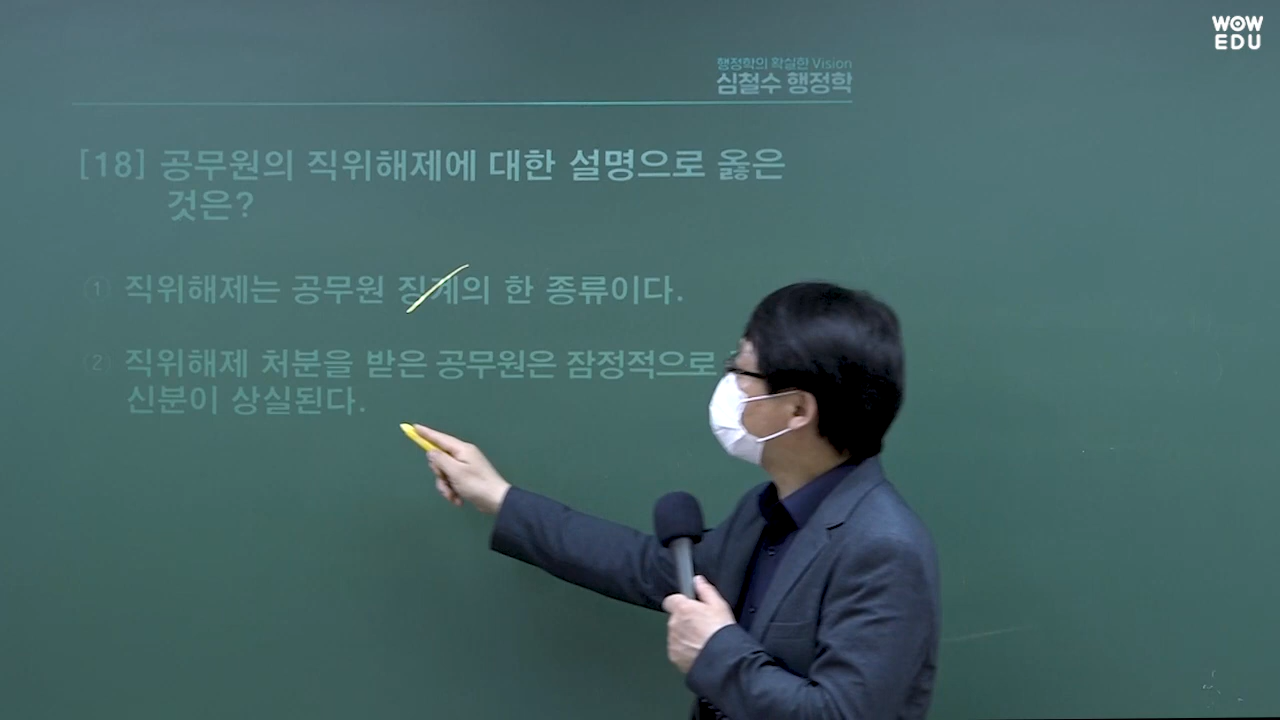 WOW
EDU
행정학의 확실한 Vision
심철수 행정학
[18] 공무원의 직위해제에 대한 설명으로 옳은
것은?
① 직위해제는 공무원 징계의 한 종류이다.
② 직위해제 처분을 받은 공무원은 잠정적으로
신분이 상실된다.